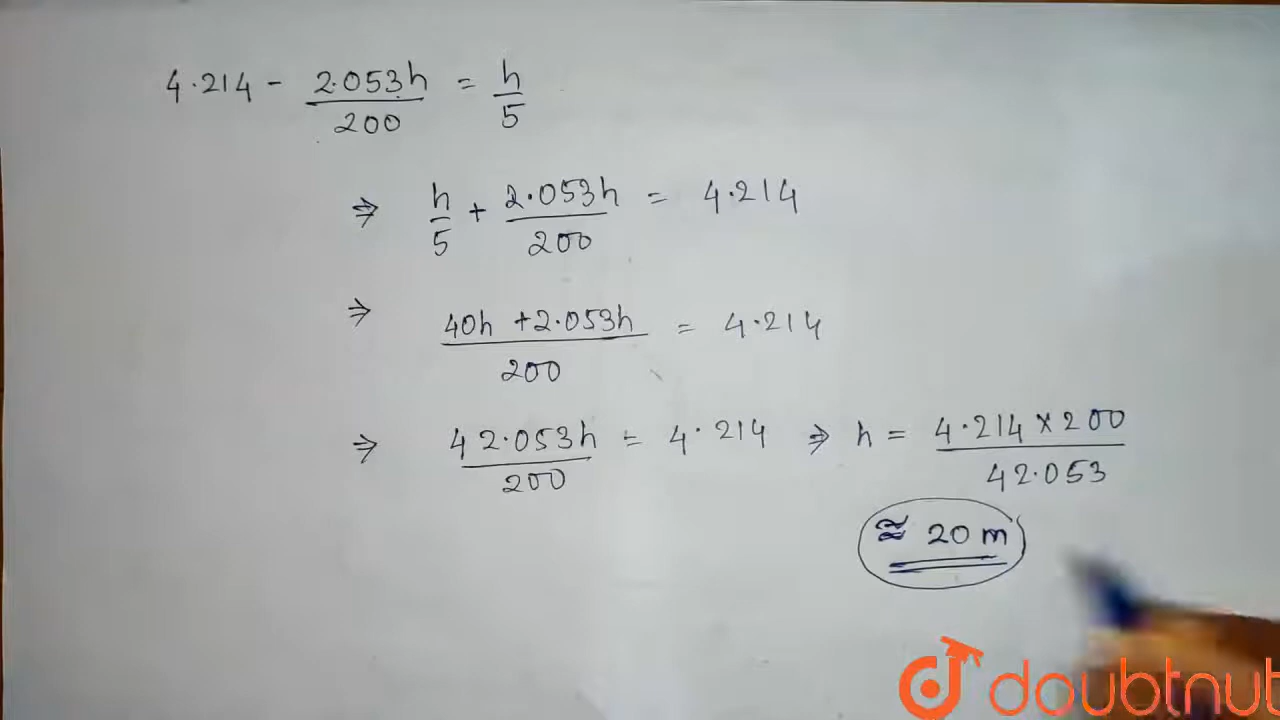 4.214 - 2.053h/200 = h/5
⇒ h/5 + 2.053h/200 = 4.214
⇒ 40h + 2.053h/200 = 4.214
⇒ 42.053h/200 = 4.214 ⇒ h = 4.214 × 200/42.053
≈ 20 m
doubtnut